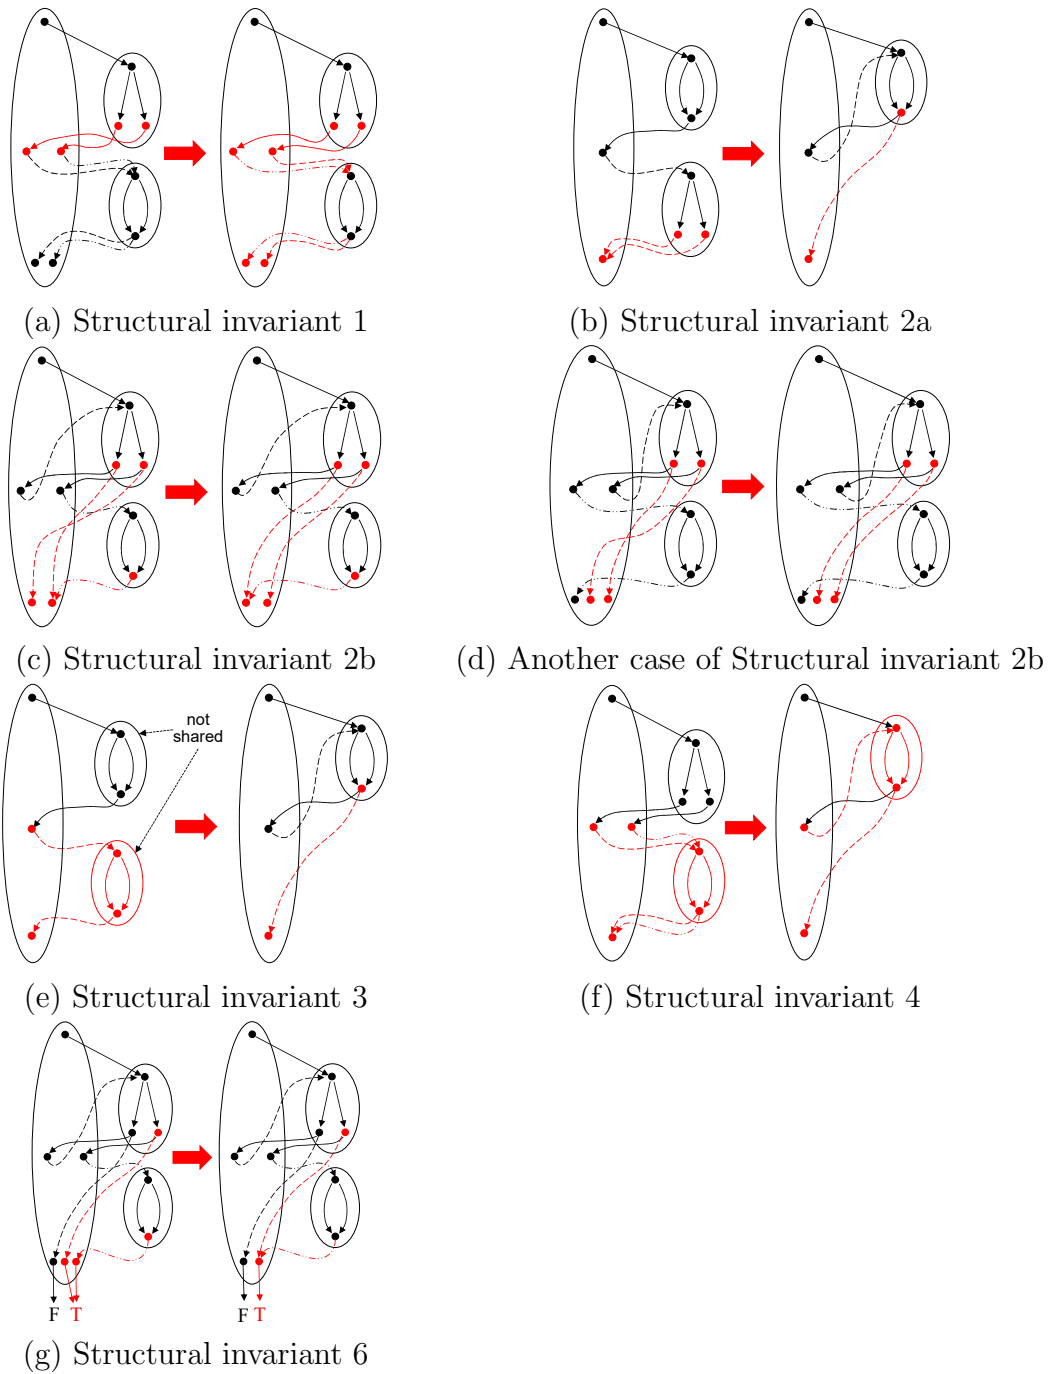 (a) Structural invariant 1
(b) Structural invariant 2a
(c) Structural invariant 2b
(d) Another case of Structural invariant 2b
not
shared
(e) Structural invariant 3
(f) Structural invariant 4
F T
F T
(g) Structural invariant 6